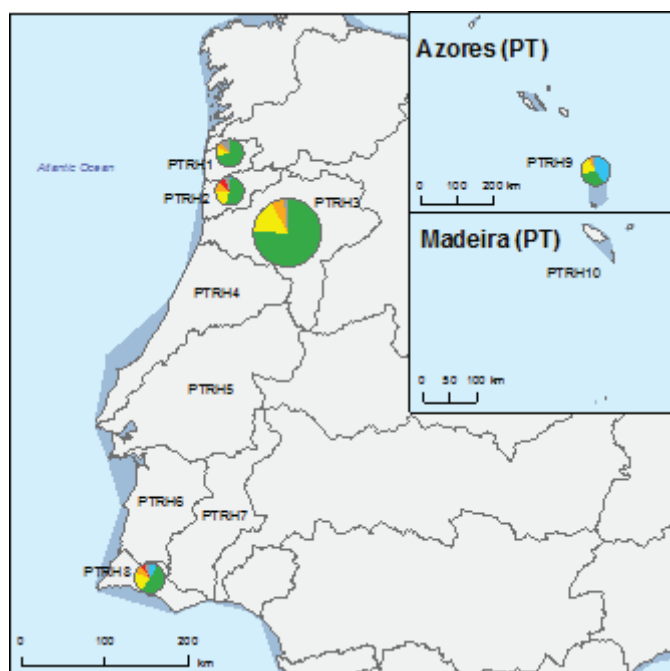 Azores (PT)
Atlantic Ocean
PTRH1
PTRH9
PTRH2
PTRH3
0 100 200 km
Madeira (PT)
PTRH10
PTRH4
PTRH5
0 50 100 km
PTRH6
PTRH7
PTRH8
0 100 200
km